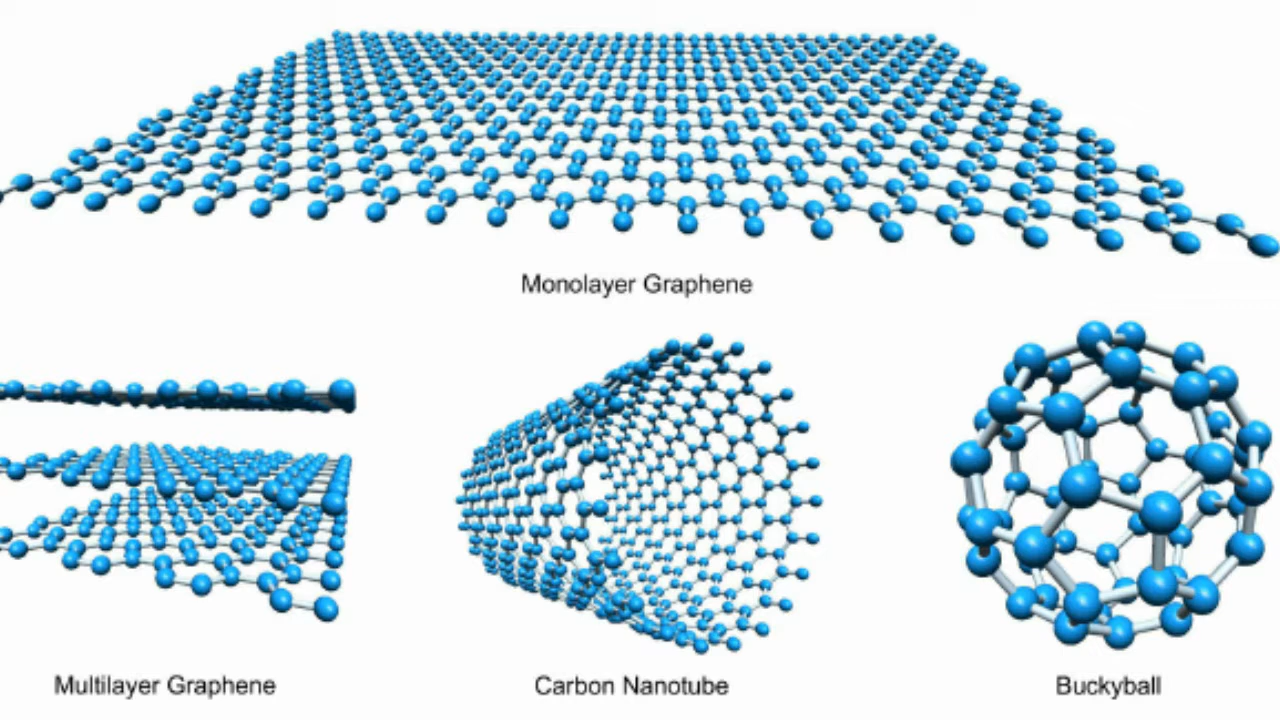 Monolayer Graphene
Multilayer Graphene
Carbon Nanotube
Buckyball